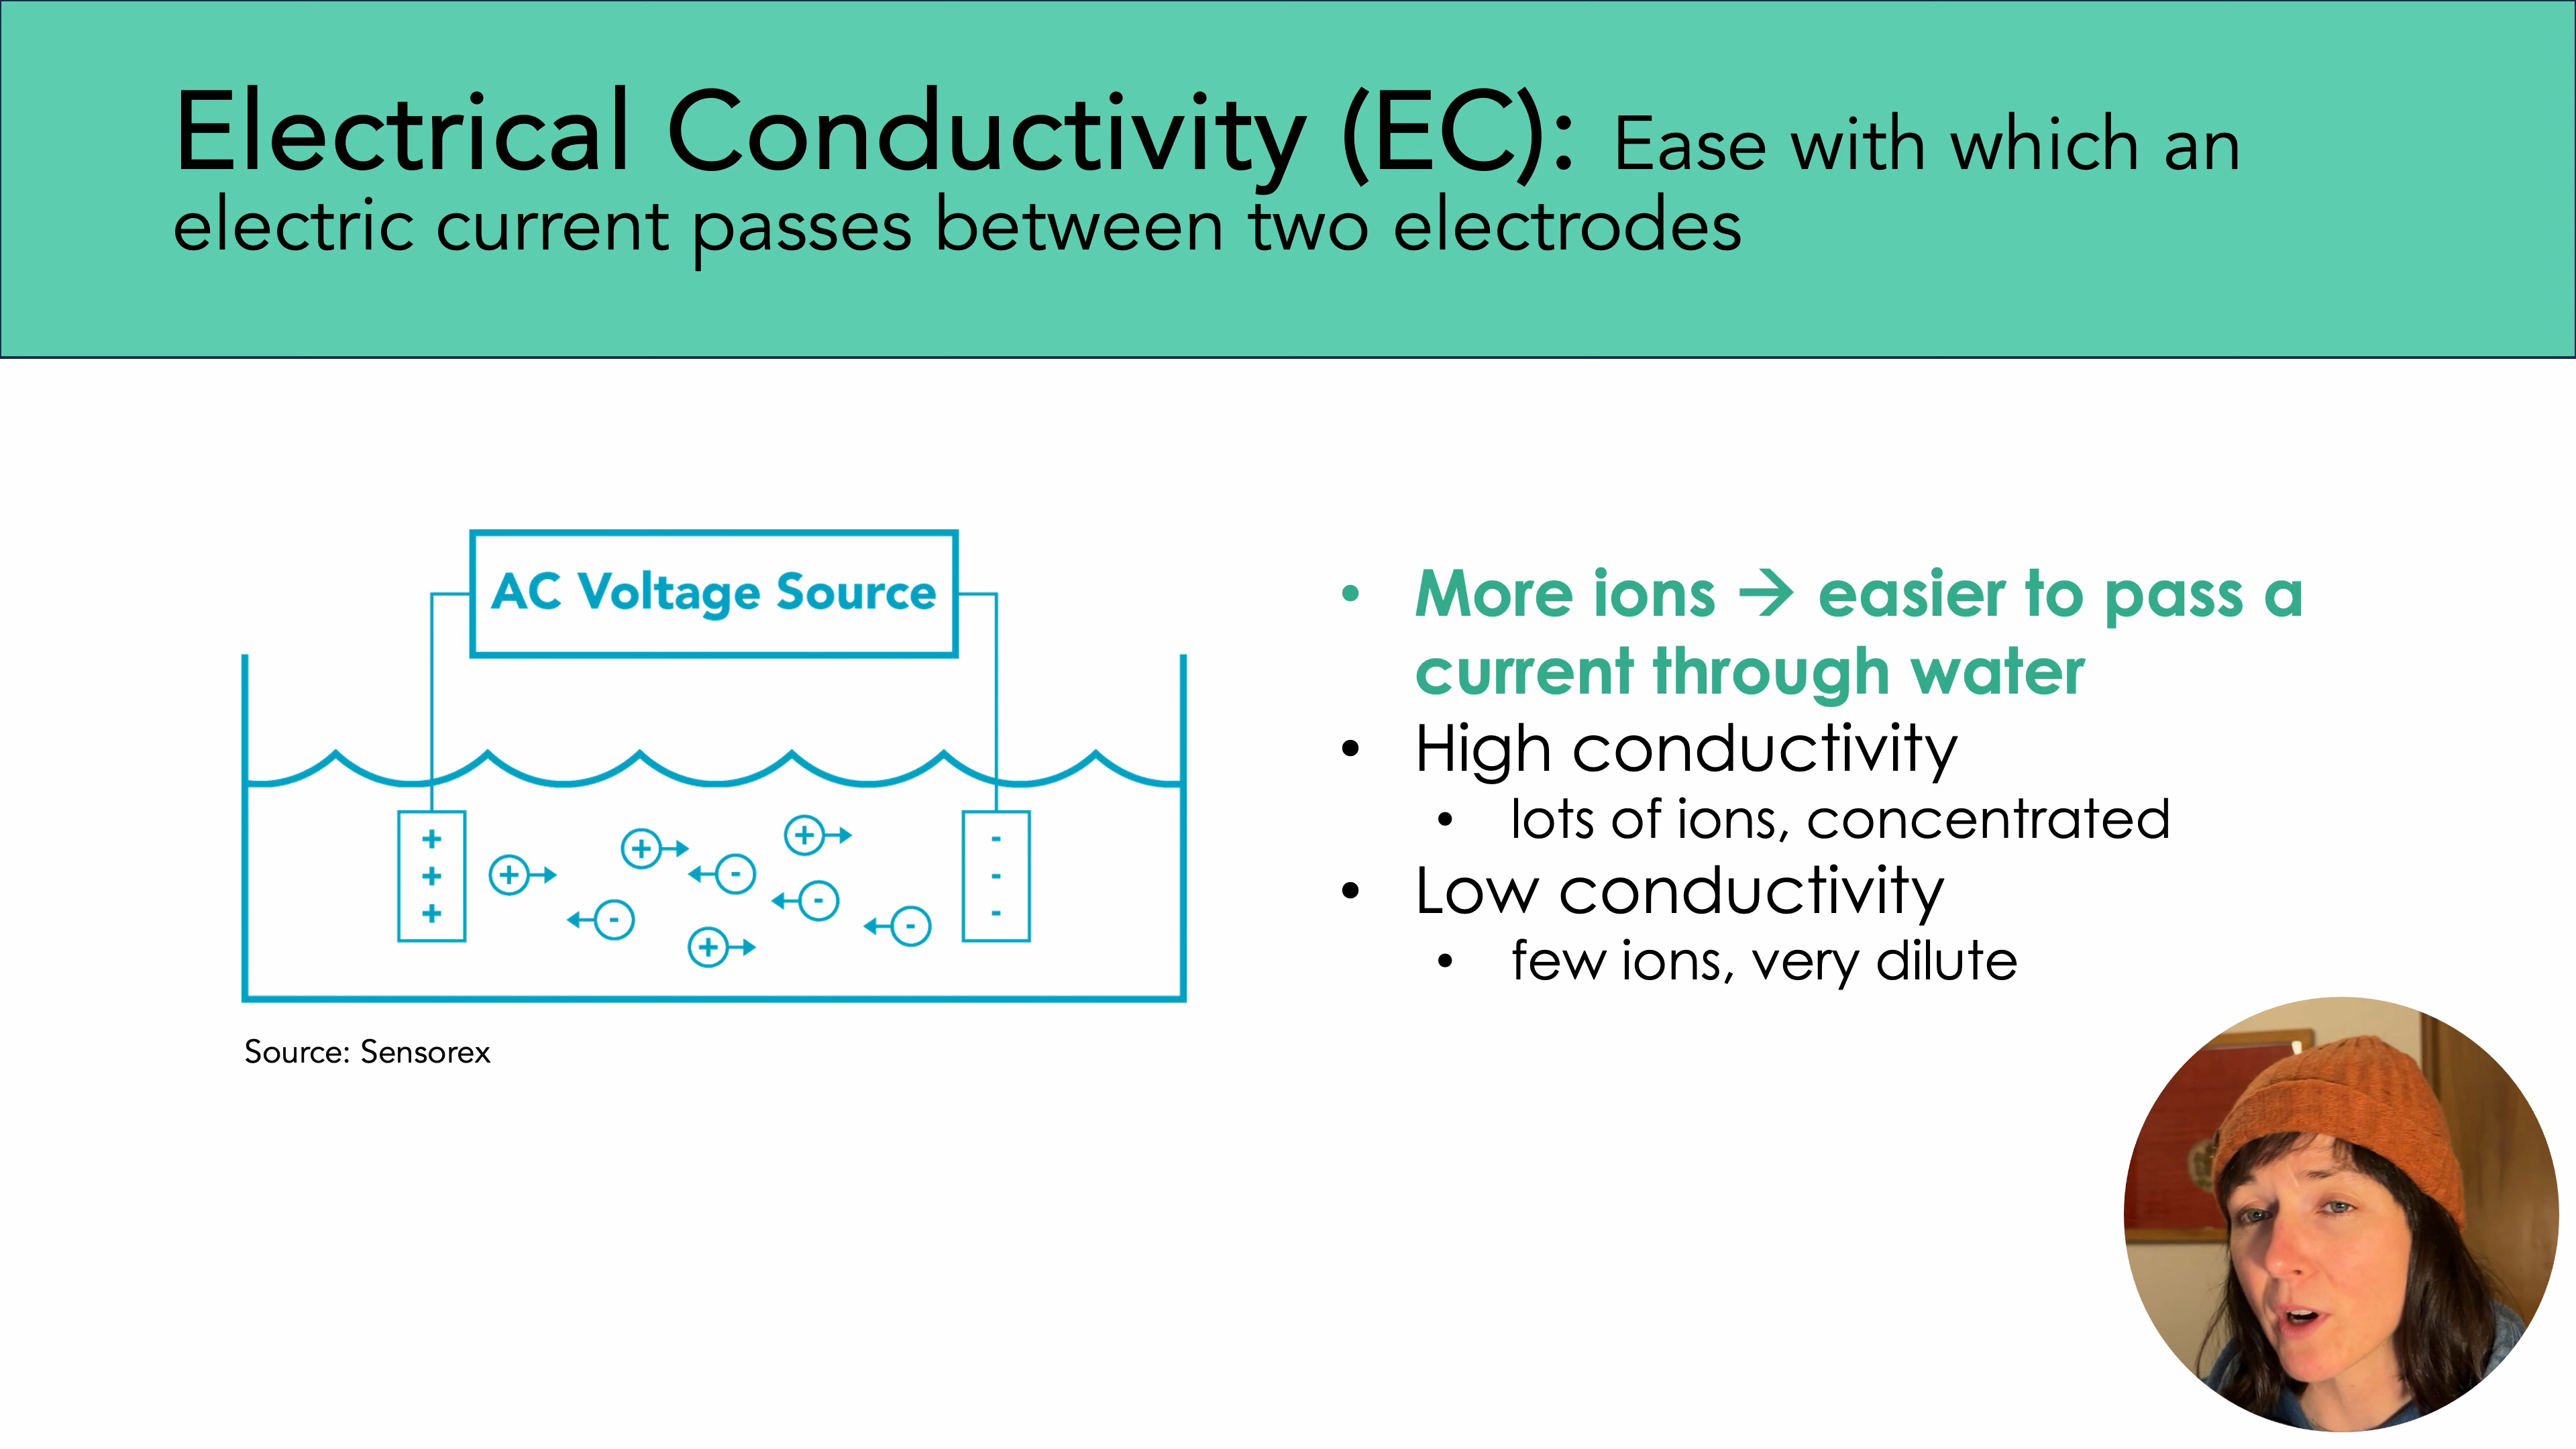 Electrical Conductivity (EC): Ease with which an
electric current passes between two electrodes
AC Voltage Source
+ -
+ -
+ -
+ + + -
+ - -
- -
+
Source: Sensorex
• More ions → easier to pass a
current through water
• High conductivity
• lots of ions, concentrated
• Low conductivity
• few ions, very dilute